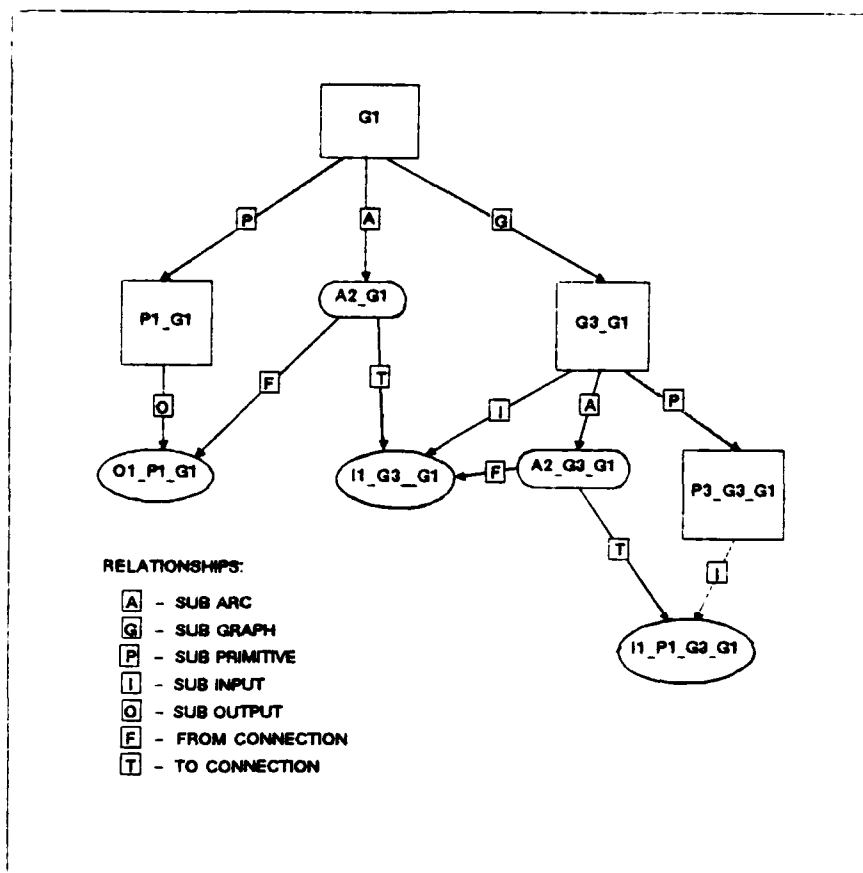 G1
P
A
G
P1_G1
A2_G1
G3_G1
O
F
T
I
A
P
O1_P1_G1
I1_G3__G1
F
A2_G3_G1
P3_G3_G1
T
I
I1_P1_G3_G1
RELATIONSHIPS:
A - SUB ARC
G - SUB GRAPH
P - SUB PRIMITIVE
I - SUB INPUT
O - SUB OUTPUT
F - FROM CONNECTION
T - TO CONNECTION